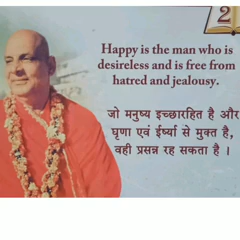 2
Happy is the man who is
desireless and is free from
hatred and jealousy.
जो मनुष्य इच्छारहित है और
घृणा एवं ईर्ष्या से मुक्त है,
वही प्रसन्न रह सकता है ।